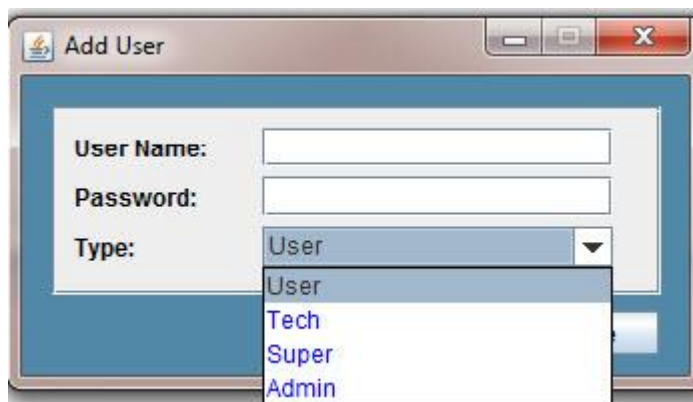 Add User
User Name:
Password:
Type: User
User
Tech
Super
Admin